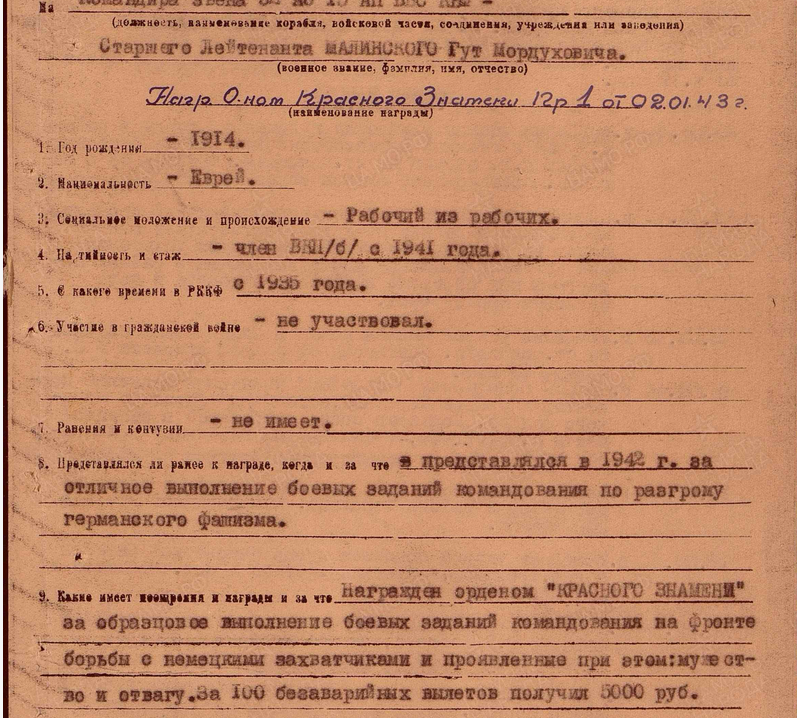 На Командира звена
(должность, наименование корабля, войсковой части, соединения, учреждения или заведения)
Старшего Лейтенанта МАЛИНСКОГО Гут Мордуховича.
(военное звание, фамилия, имя, отчество)
Нагр О-ном Красного Знамени Пр 1 от 02.01.43 г.
(наименование награды)
1. Год рождения - 1914.
2. Национальность - Еврей.
3. Социальное положение и происхождение - Рабочий из рабочих.
4. Партийность и стаж - член ВКП/б/ с 1941 года.
5. С какого времени в РККФ с 1935 года.
6. Участие в гражданской войне - не участвовал.
7. Ранения и контузии - не имеет.
8. Представлялся ли ранее к награде, когда и за что представлялся в 1942 г. за
отличное выполнение боевых заданий командования по разгрому
германского фашизма.
9. Какие имеет поощрения и награды и за что Награжден орденом "КРАСНОГО ЗНАМЕНИ"
за образцовое выполнение боевых заданий командования на фронте
борьбы с немецкими захватчиками и проявленные при этом:мужест-
во и отвагу.За 100 безаварийных вылетов получил 5000 руб.